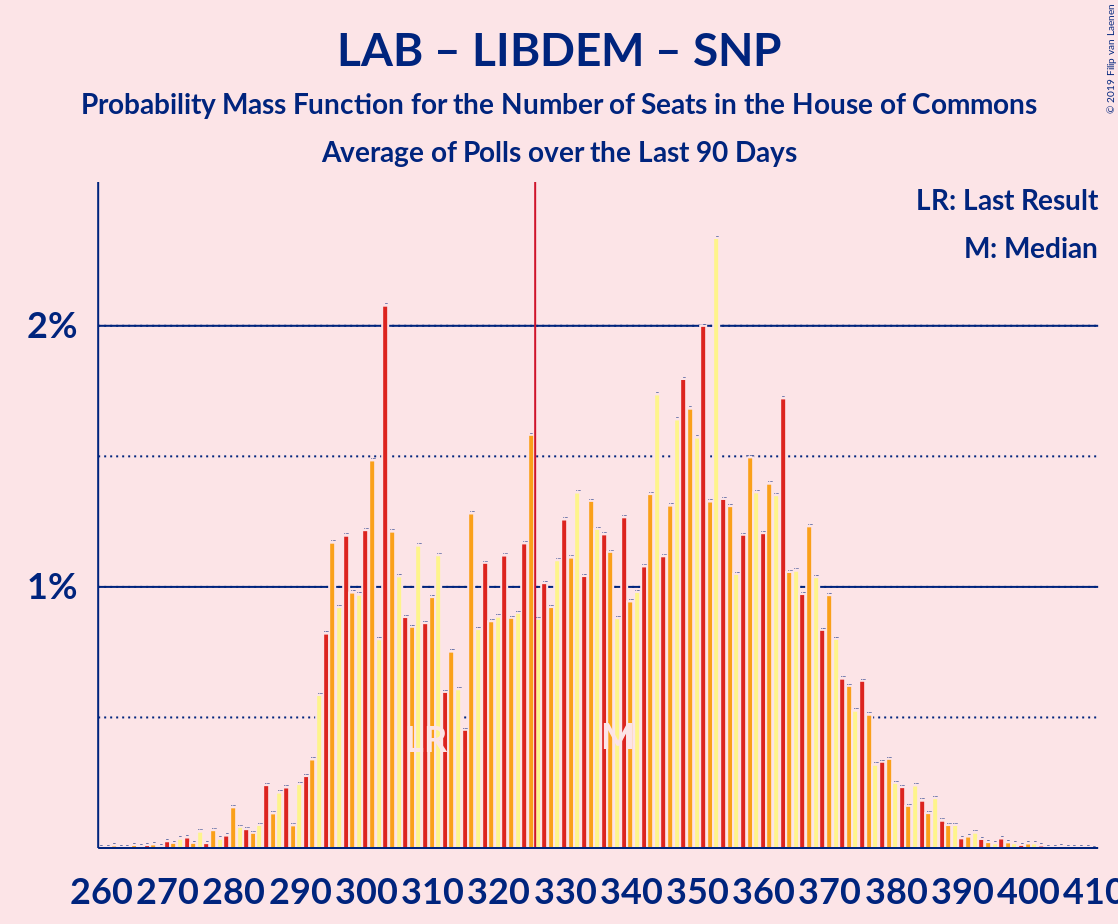 LAB – LIBDEM – SNP
Probability Mass Function for the Number of Seats in the House of Commons
Average of Polls over the Last 90 Days
© 2019 Filip van Laenen
LR: Last Result
M: Median
2%
1%
LR
M
260 270 280 290 300 310 320 330 340 350 360 370 380 390 400 410